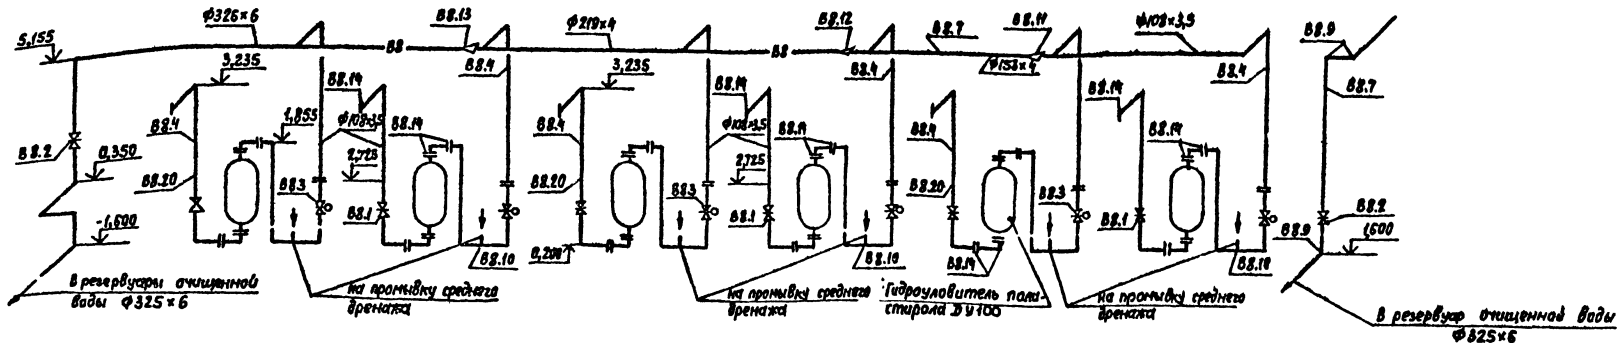 Ф326×6
В8.13
Ф219×4
В8.12
В8.7
В8.11
Ф108×3,5
В8.9
5,155
В8
В8
3,235
В8.14
В8.4
3,235
В8.14
В8.4
Ф158×4
В8.14
В8.4
В8.7
1,855
Ф108×3,5
В8.14
Ф108×3,5
В8.14
В8.14
В8.4
В8.4
В8.4
В8.2
0,350
2,725
2,725
В8.20
В8.3
В8.20
В8.3
В8.20
В8.3
В8.1
В8.1
В8.1
В8.2
-1,600
0,200
В8.10
В8.10
В8.14
В8.10
В8.9
1,600
В резервуары очищенной
воды Ф325×6
На промывку среднего
дренажа
На промывку среднего
дренажа
Гидроуловитель поли-
стирола ДУ100
На промывку среднего
дренажа
В резервуар очищенной воды
Ф325×6